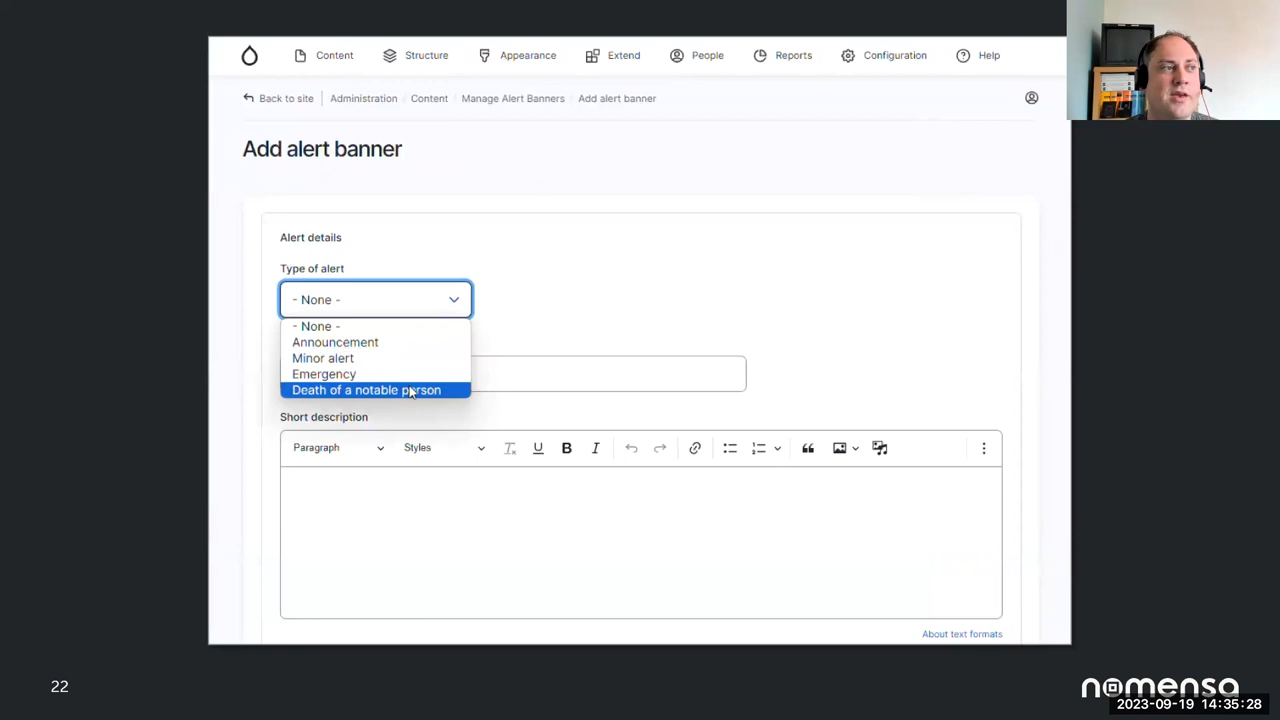 Content
Structure
Appearance
Extend
People
Reports
Configuration
Help
Back to site
Administration
Content
Manage Alert Banners
Add alert banner
Add alert banner
Alert details
Type of alert
- None -
- None -
Announcement
Minor alert
Emergency
Death of a notable person
Short description
Paragraph
Styles
About text formats
22
nomensa
2023-09-19 14:35:28